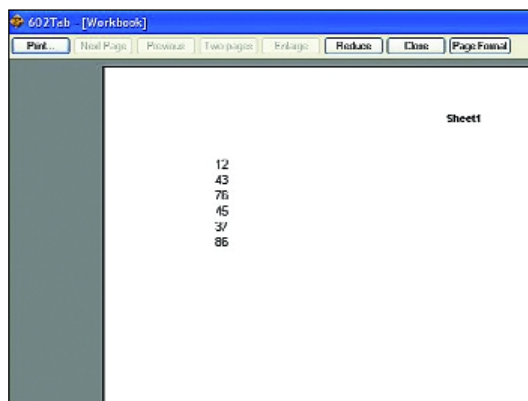 602Tab - [Workbook]
Print... Next Page Previous Two pages Enlarge Reduce Close Page Format
Sheet1
12
43
76
45
37
86